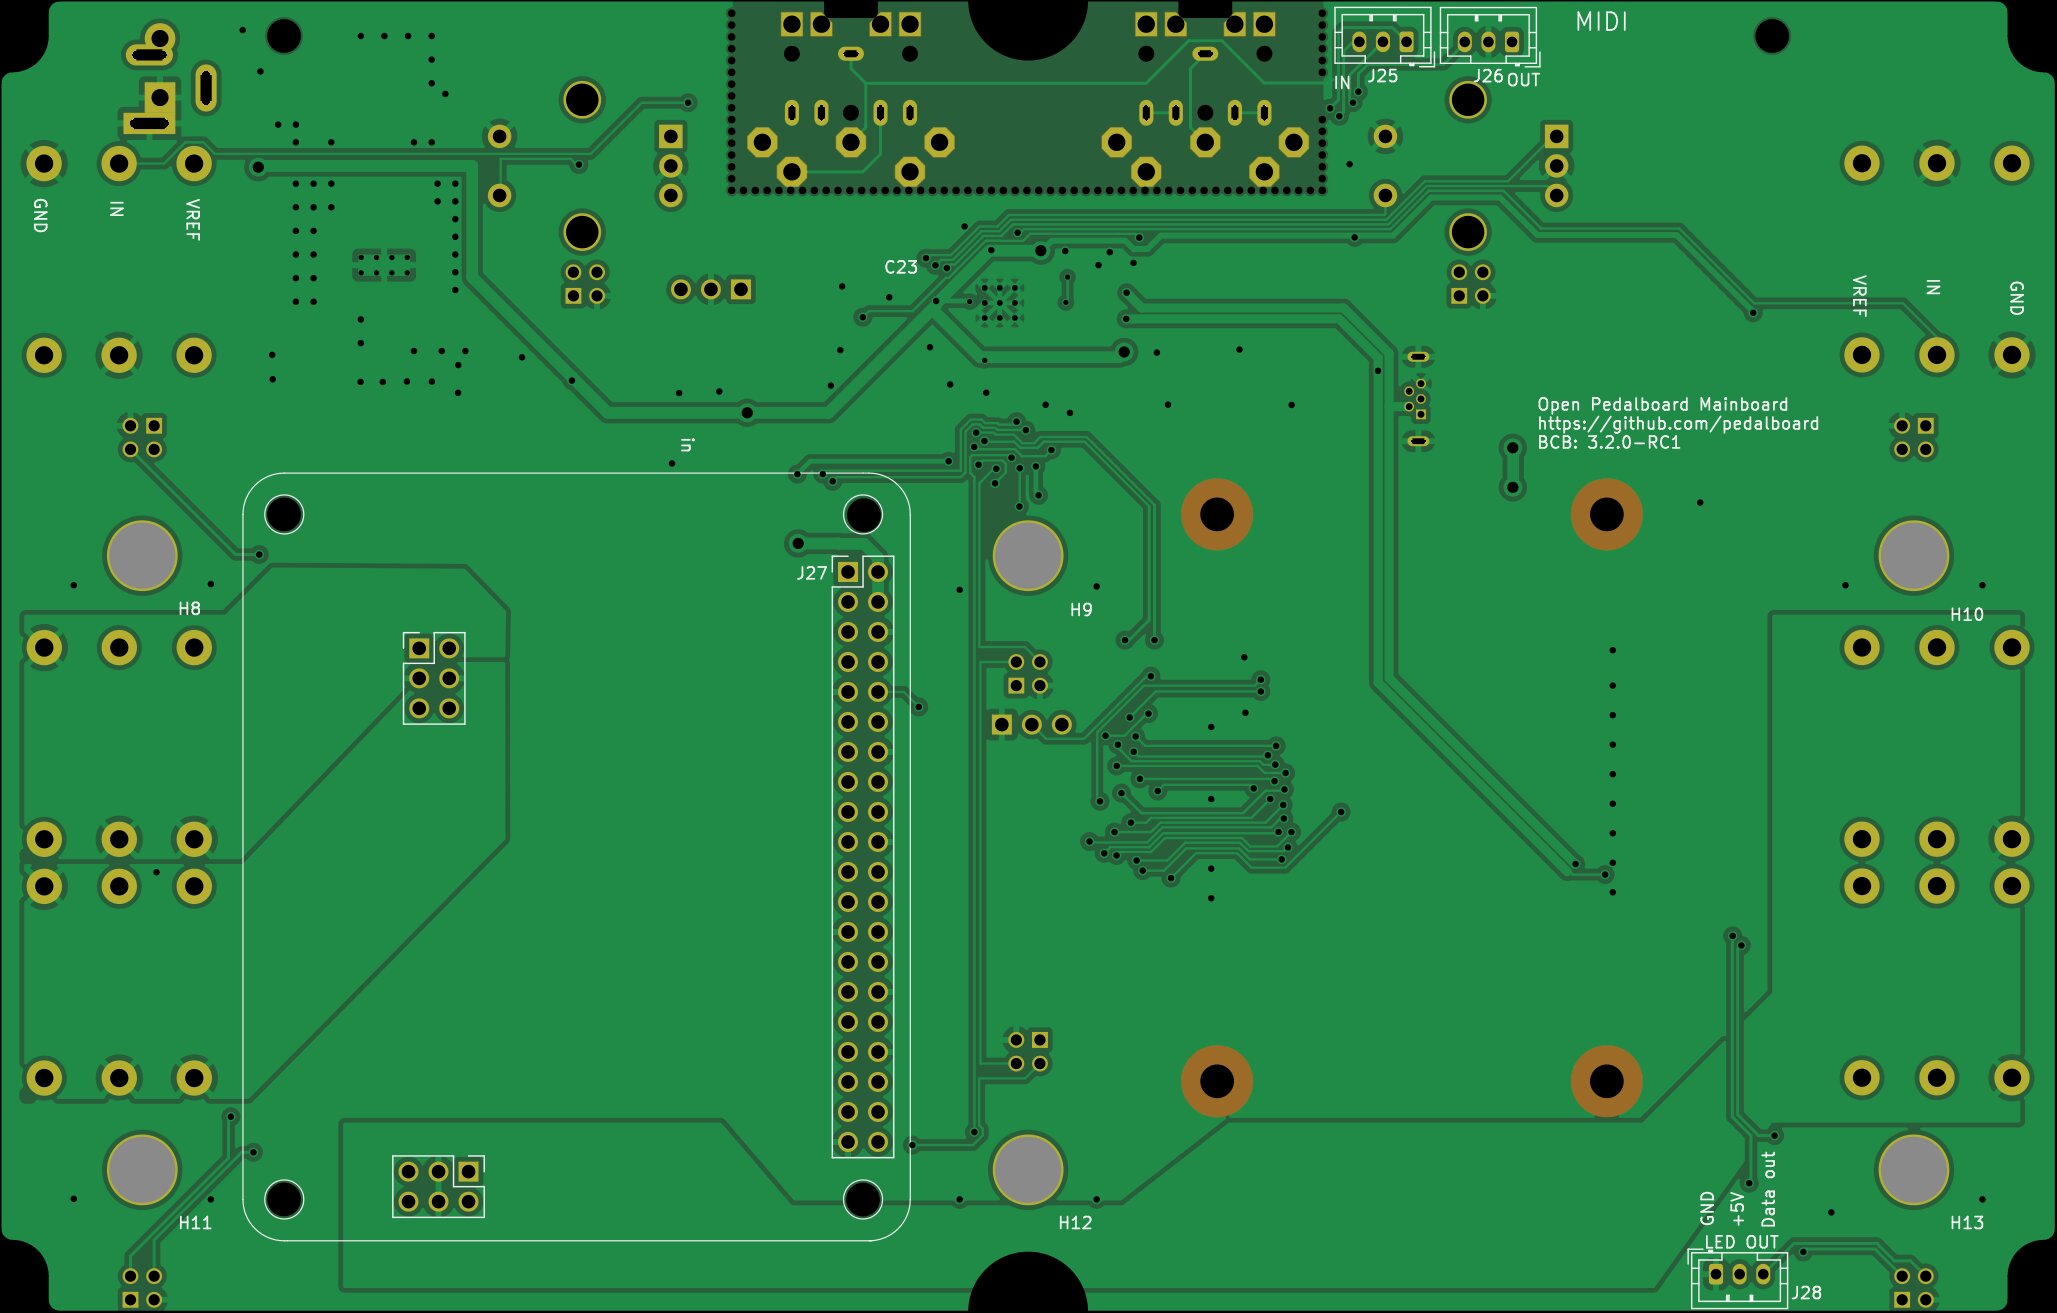 MIDI
J25
J26
IN
OUT
GND
IN
VREF
C23
VREF
IN
GND
Open Pedalboard Mainboard
https://github.com/pedalboard
BCB: 3.2.0-RC1
in
J27
H8
H9
H10
H11
H12
H13
GND
+5V
Data out
LED OUT
J28